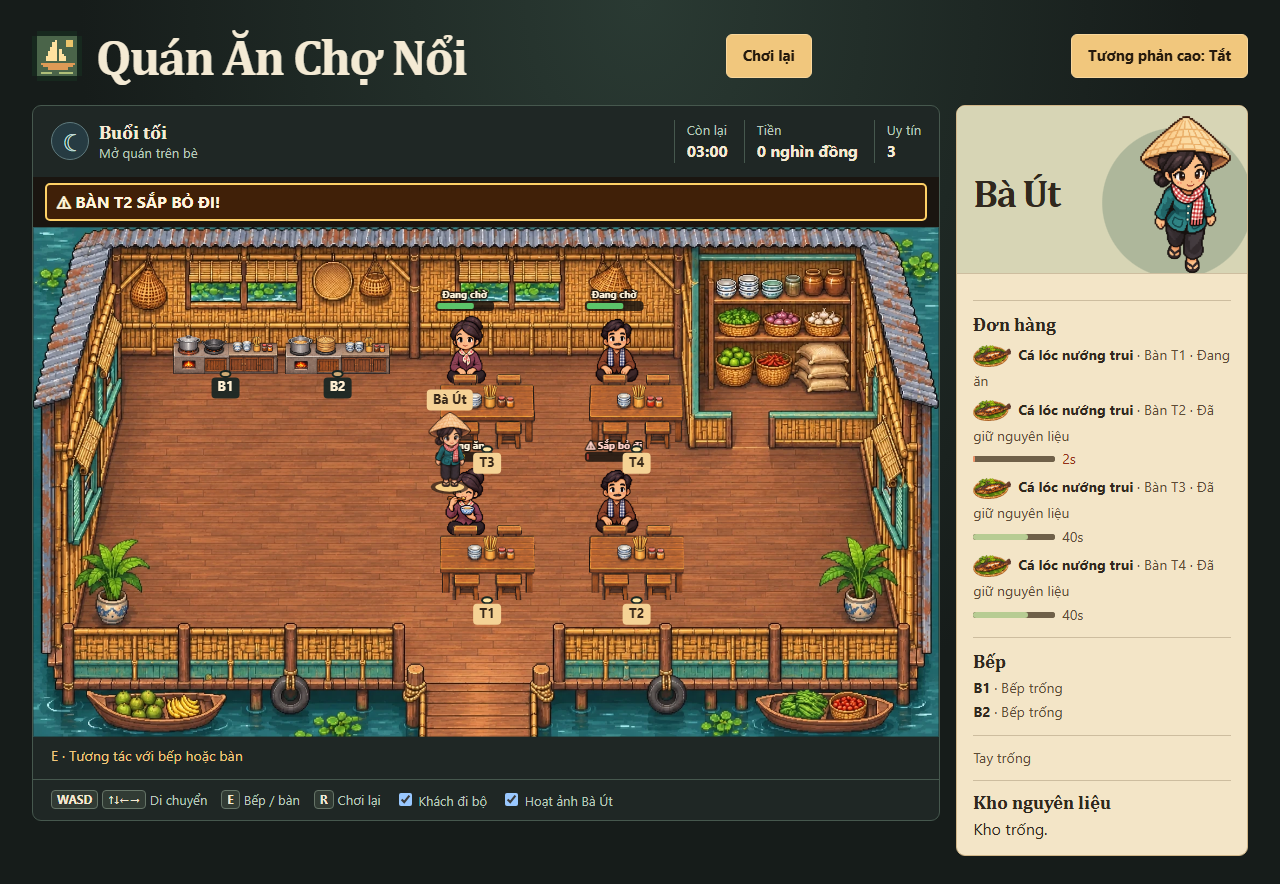 Quán Ăn Chợ Nổi
Chơi lại
Tương phản cao: Tắt
Buổi tối
Mở quán trên bè
Còn lại
03:00
Tiền
0 nghìn đồng
Uy tín
3
⚠ BÀN T2 SẮP BỎ ĐI!
Đang chờ
Đang chờ
B1
B2
Bà Út
ng ăn
⚠ Sắp bỏ đi
T3
T4
T1
T2
E · Tương tác với bếp hoặc bàn
WASD ↑↓←→ Di chuyển E Bếp / bàn R Chơi lại Khách đi bộ Hoạt ảnh Bà Út
Bà Út
Đơn hàng
Cá lóc nướng trui · Bàn T1 · Đang
ăn
Cá lóc nướng trui · Bàn T2 · Đã
giữ nguyên liệu
2s
Cá lóc nướng trui · Bàn T3 · Đã
giữ nguyên liệu
40s
Cá lóc nướng trui · Bàn T4 · Đã
giữ nguyên liệu
40s
Bếp
B1 · Bếp trống
B2 · Bếp trống
Tay trống
Kho nguyên liệu
Kho trống.